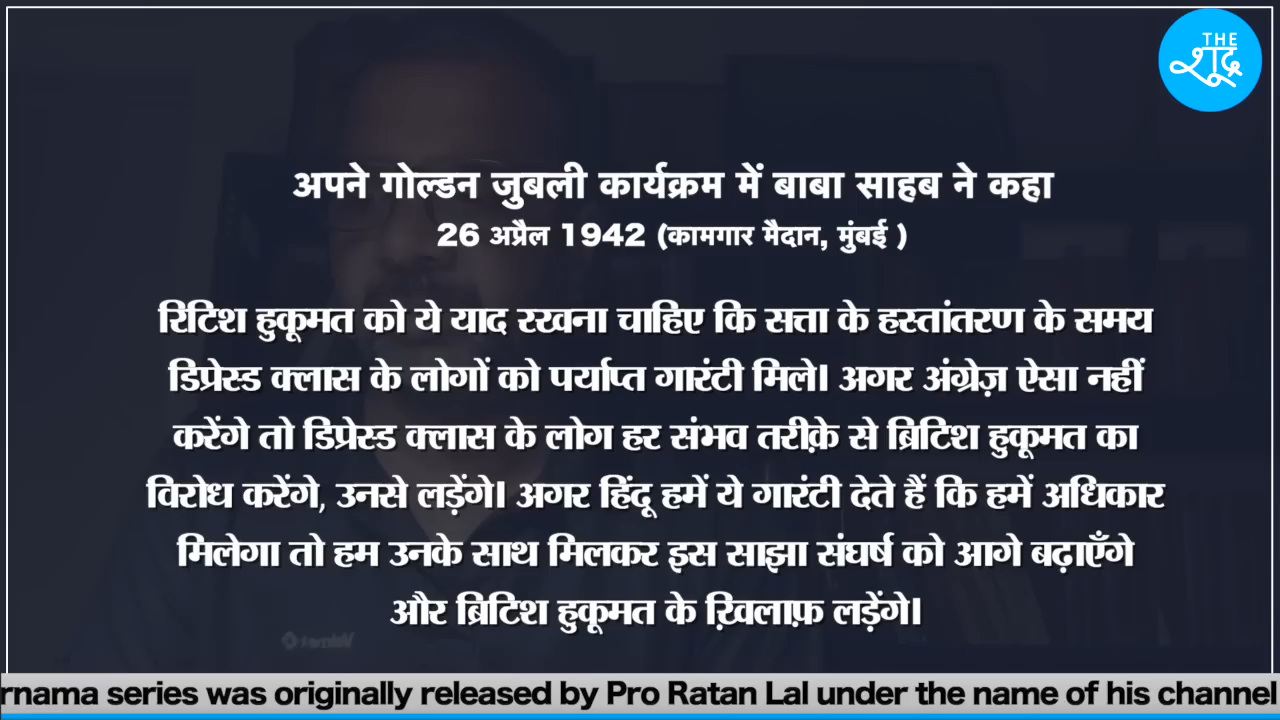 THE
शूद्र
अपने गोल्डन जुबली कार्यक्रम में बाबा साहब ने कहा
26 अप्रैल 1942 (कामगार मैदान, मुंबई )
रिटिश हुकूमत को ये याद रखना चाहिए कि सत्ता के हस्तांतरण के समय
डिप्रेस्ड क्लास के लोगों को पर्याप्त गारंटी मिले। अगर अंग्रेज़ ऐसा नहीं
करेंगे तो डिप्रेस्ड क्लास के लोग हर संभव तरीक़े से ब्रिटिश हुकूमत का
विरोध करेंगे, उनसे लड़ेंगे। अगर हिंदू हमें ये गारंटी देते हैं कि हमें अधिकार
मिलेगा तो हम उनके साथ मिलकर इस साझा संघर्ष को आगे बढ़ाएँगे
और ब्रिटिश हुकूमत के ख़िलाफ़ लड़ेंगे।
rnama series was originally released by Pro Ratan Lal under the name of his channel